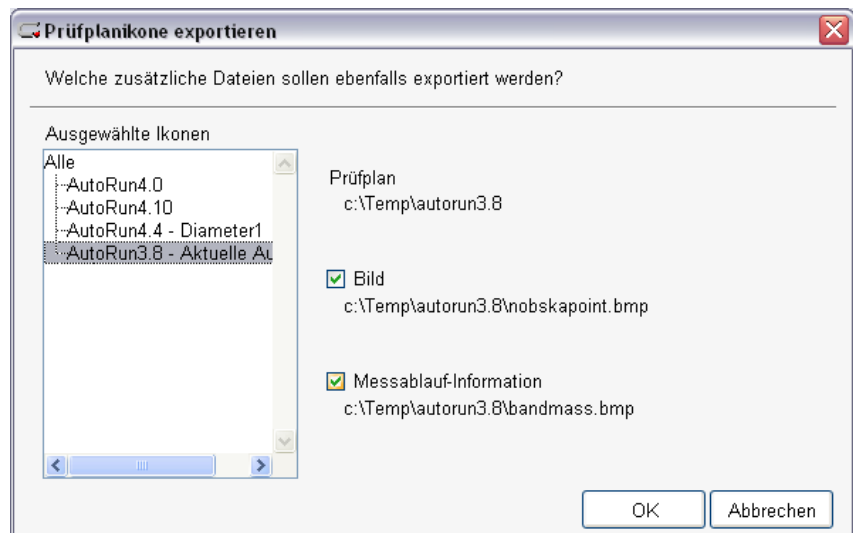 Prüfplanikone exportieren
Welche zusätzliche Dateien sollen ebenfalls exportiert werden?
Ausgewählte Ikonen
Alle
AutoRun4.0
AutoRun4.10
AutoRun4.4 - Diameter1
AutoRun3.8 - Aktuelle Au
Prüfplan
c:\Temp\autorun3.8
Bild
c:\Temp\autorun3.8\nobskapoint.bmp
Messablauf-Information
c:\Temp\autorun3.8\bandmass.bmp
OK
Abbrechen